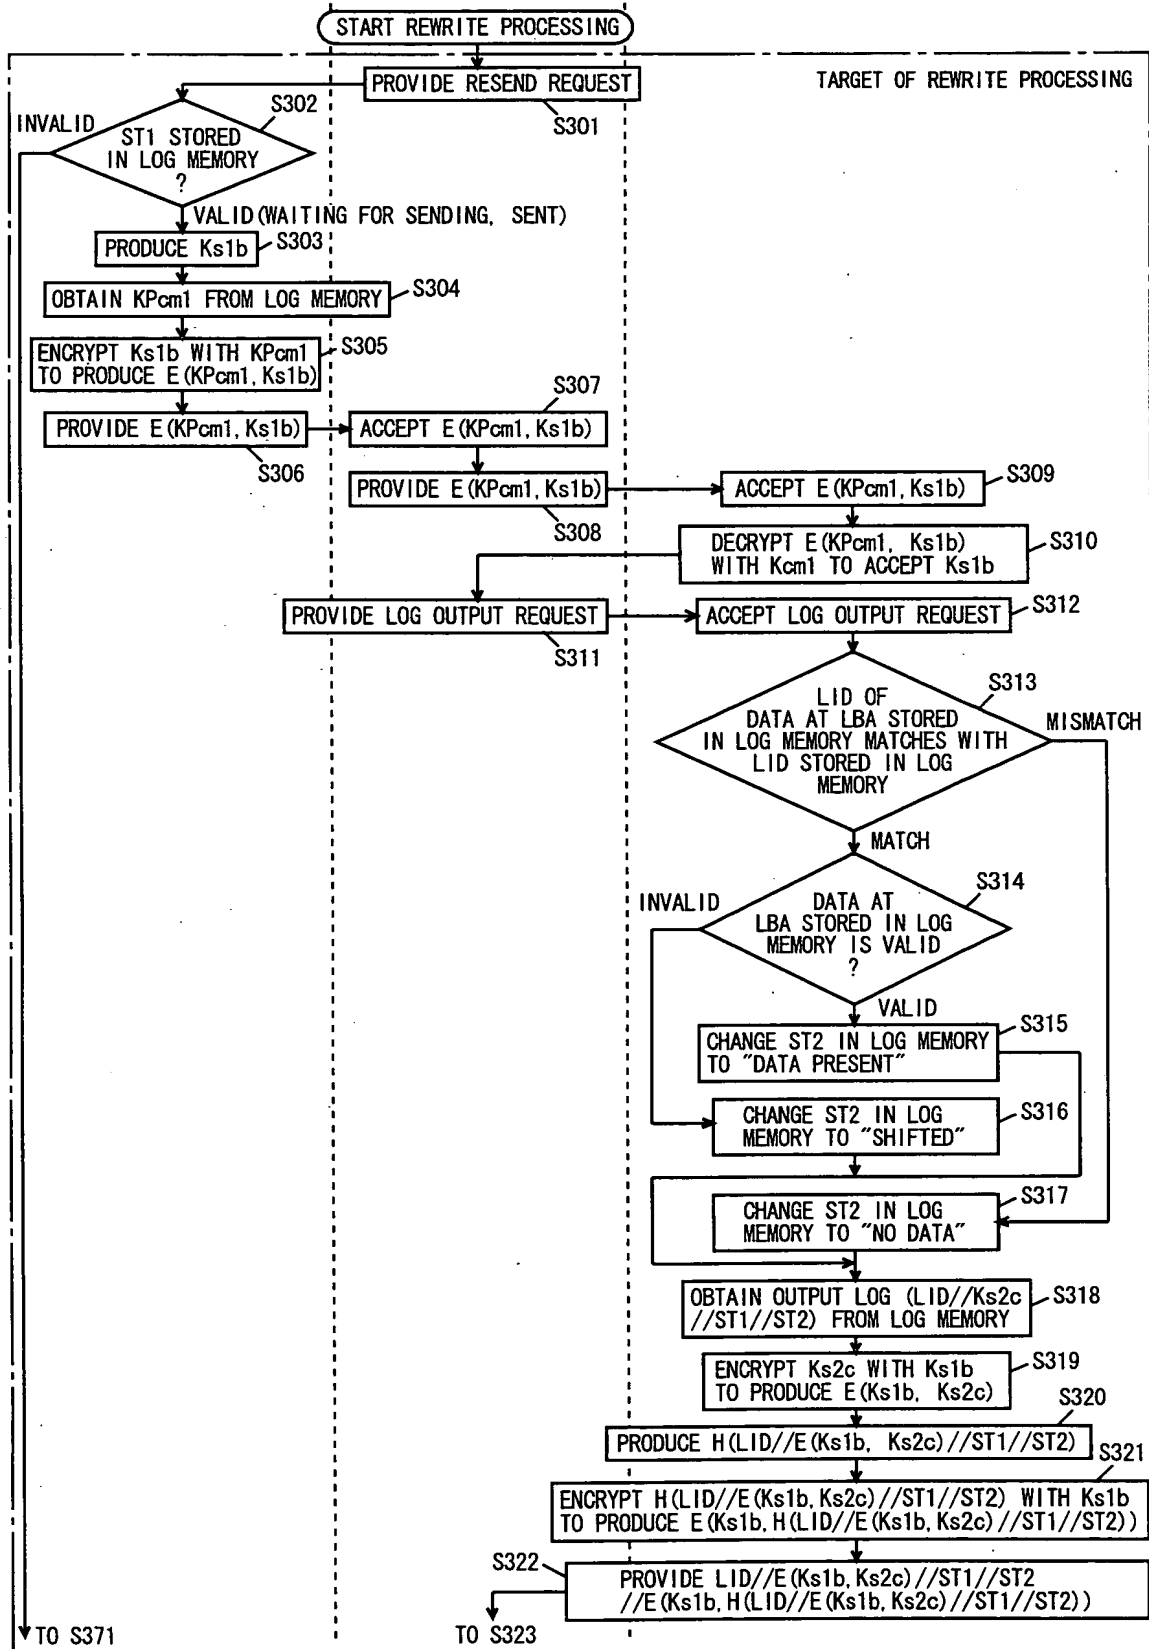 START REWRITE PROCESSING
PROVIDE RESEND REQUEST
TARGET OF REWRITE PROCESSING
S301
S302
INVALID
ST1 STORED
IN LOG MEMORY
?
VALID(WAITING FOR SENDING, SENT)
PRODUCE Ks1b
S303
OBTAIN KPcm1 FROM LOG MEMORY
S304
ENCRYPT Ks1b WITH KPcm1
TO PRODUCE E(KPcm1, Ks1b)
S305
PROVIDE E(KPcm1, Ks1b)
S306
S307
ACCEPT E(KPcm1, Ks1b)
PROVIDE E(KPcm1, Ks1b)
S308
ACCEPT E(KPcm1, Ks1b)
S309
DECRYPT E(KPcm1, Ks1b)
WITH Kcm1 TO ACCEPT Ks1b
S310
PROVIDE LOG OUTPUT REQUEST
S311
ACCEPT LOG OUTPUT REQUEST
S312
S313
LID OF
DATA AT LBA STORED
IN LOG MEMORY MATCHES WITH
LID STORED IN LOG
MEMORY
MISMATCH
MATCH
S314
INVALID
DATA AT
LBA STORED IN LOG
MEMORY IS VALID
?
VALID
S315
CHANGE ST2 IN LOG MEMORY
TO "DATA PRESENT"
CHANGE ST2 IN LOG
MEMORY TO "SHIFTED"
S316
S317
CHANGE ST2 IN LOG
MEMORY TO "NO DATA"
OBTAIN OUTPUT LOG (LID//Ks2c
//ST1//ST2) FROM LOG MEMORY
S318
ENCRYPT Ks2c WITH Ks1b
TO PRODUCE E(Ks1b, Ks2c)
S319
S320
PRODUCE H(LID//E(Ks1b, Ks2c)//ST1//ST2)
S321
ENCRYPT H(LID//E(Ks1b, Ks2c)//ST1//ST2) WITH Ks1b
TO PRODUCE E(Ks1b, H(LID//E(Ks1b, Ks2c)//ST1//ST2))
S322
PROVIDE LID//E(Ks1b, Ks2c)//ST1//ST2
//E(Ks1b, H(LID//E(Ks1b, Ks2c)//ST1//ST2))
TO S371
TO S323